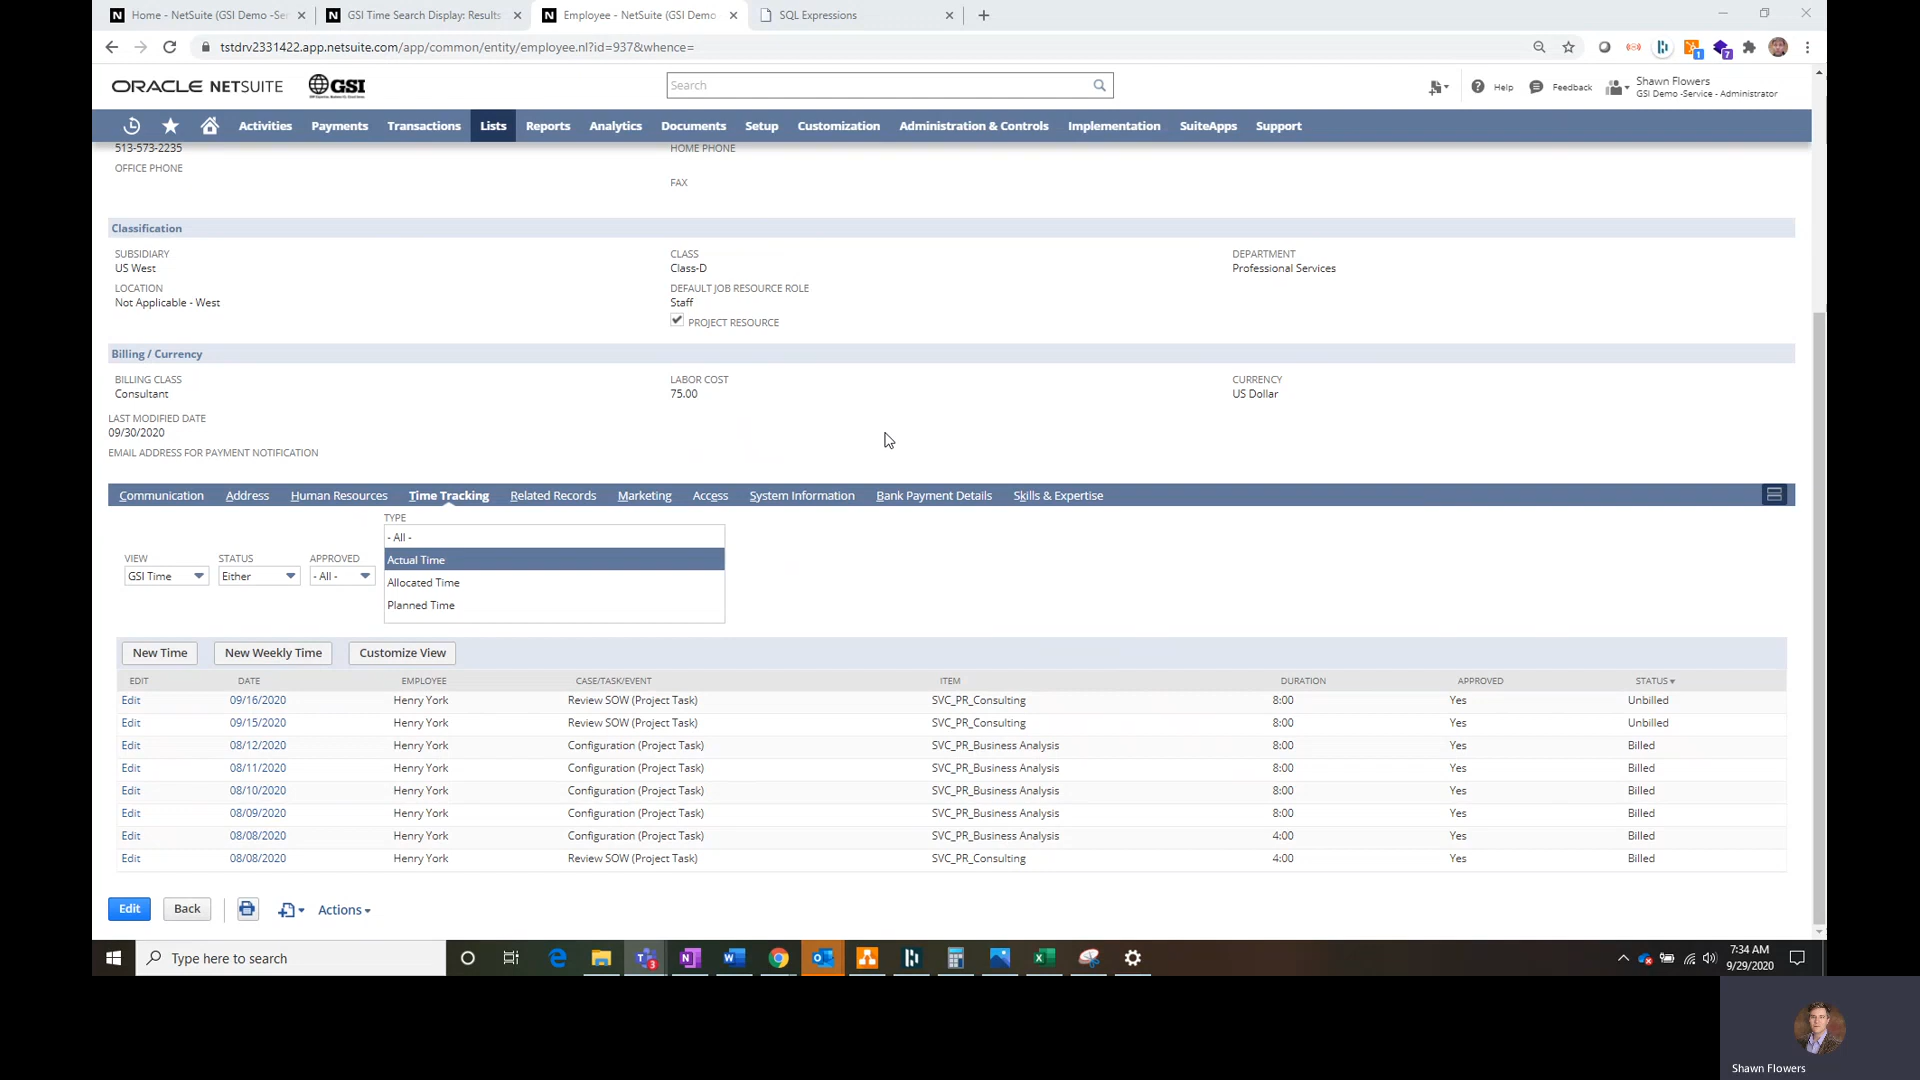 Home - NetSuite (GSI Demo -Ser
GSI Time Search Display: Results
Employee - NetSuite (GSI Demo
SQL Expressions
tstdrv2331422.app.netsuite.com/app/common/entity/employee.nl?id=937&whence=
1
7
ORACLE NETSUITE
GSI
Search
Help
Feedback
Shawn Flowers
GSI Demo -Service - Administrator
Activities Payments Transactions Lists Reports Analytics Documents Setup Customization Administration & Controls Implementation SuiteApps Support
513-573-2235
HOME PHONE
OFFICE PHONE
FAX
Classification
SUBSIDIARY CLASS DEPARTMENT
US West Class-D Professional Services
LOCATION DEFAULT JOB RESOURCE ROLE
Not Applicable - West Staff
PROJECT RESOURCE
Billing / Currency
BILLING CLASS LABOR COST CURRENCY
Consultant 75.00 US Dollar
LAST MODIFIED DATE
09/30/2020
EMAIL ADDRESS FOR PAYMENT NOTIFICATION
Communication Address Human Resources Time Tracking Related Records Marketing Access System Information Bank Payment Details Skills & Expertise
TYPE
- All -
VIEW STATUS APPROVED Actual Time
GSI Time Either - All - Allocated Time
Planned Time
New Time New Weekly Time Customize View
EDIT DATE EMPLOYEE CASE/TASK/EVENT ITEM DURATION APPROVED STATUS
Edit 09/16/2020 Henry York Review SOW (Project Task) SVC_PR_Consulting 8:00 Yes Unbilled
Edit 09/15/2020 Henry York Review SOW (Project Task) SVC_PR_Consulting 8:00 Yes Unbilled
Edit 08/12/2020 Henry York Configuration (Project Task) SVC_PR_Business Analysis 8:00 Yes Billed
Edit 08/11/2020 Henry York Configuration (Project Task) SVC_PR_Business Analysis 8:00 Yes Billed
Edit 08/10/2020 Henry York Configuration (Project Task) SVC_PR_Business Analysis 8:00 Yes Billed
Edit 08/09/2020 Henry York Configuration (Project Task) SVC_PR_Business Analysis 8:00 Yes Billed
Edit 08/08/2020 Henry York Configuration (Project Task) SVC_PR_Business Analysis 4:00 Yes Billed
Edit 08/08/2020 Henry York Review SOW (Project Task) SVC_PR_Consulting 4:00 Yes Billed
Edit Back Actions
Type here to search
7:34 AM
9/29/2020
Shawn Flowers